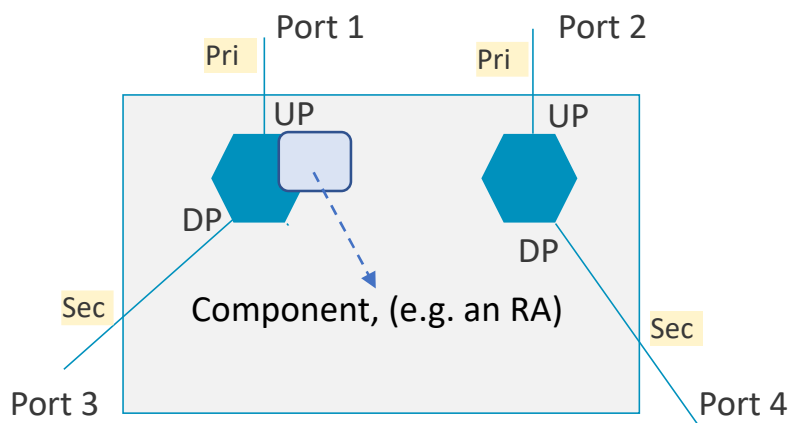 Port 1
Port 2
Pri
Pri
UP
UP
DP
DP
Sec
Component, (e.g. an RA)
Sec
Port 3
Port 4